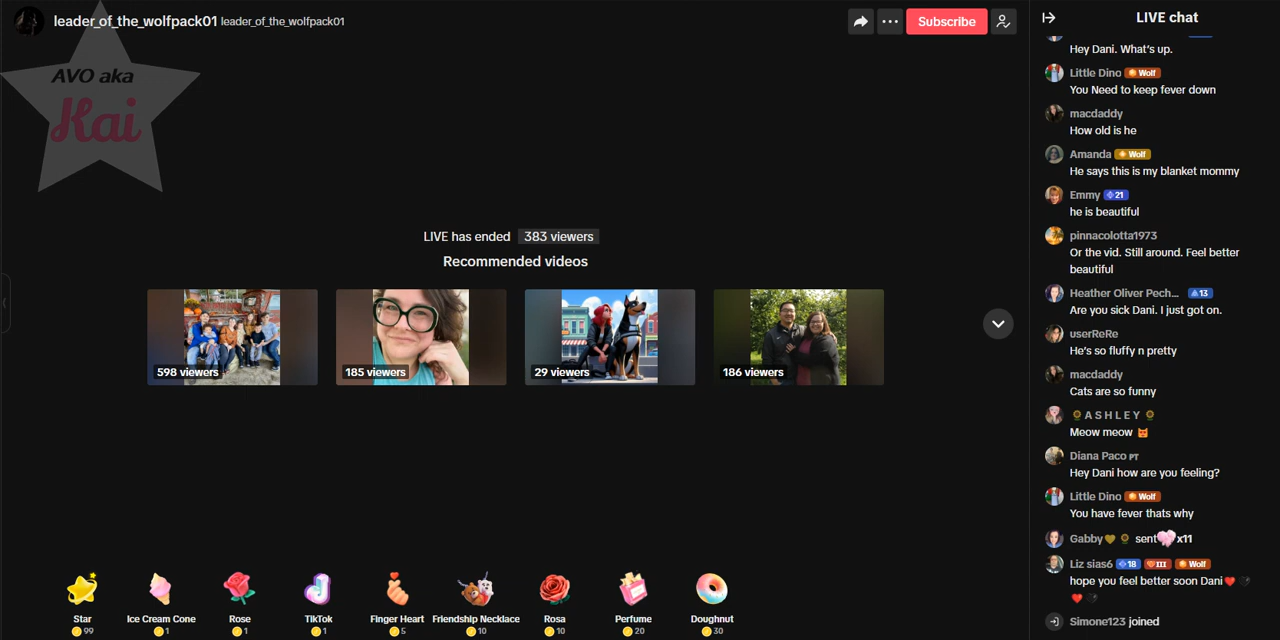 leader_of_the_wolfpack01 leader_of_the_wolfpack01
Subscribe
AVO aka
Kai
LIVE has ended 383 viewers
Recommended videos
598 viewers
185 viewers
29 viewers
186 viewers
Star
99
Ice Cream Cone
1
Rose
1
TikTok
1
Finger Heart
5
Friendship Necklace
10
Rosa
10
Perfume
20
Doughnut
30
LIVE chat
Hey Dani. What's up.
Little Dino Wolf
You Need to keep fever down
macdaddy
How old is he
Amanda Wolf
He says this is my blanket mommy
Emmy 21
he is beautiful
pinnacolotta1973
Or the vid. Still around. Feel better
beautiful
Heather Oliver Pech... 13
Are you sick Dani. I just got on.
userReRe
He's so fluffy n pretty
macdaddy
Cats are so funny
🌻 A S H L E Y 🌻
Meow meow 😻
Diana Paco PT
Hey Dani how are you feeling?
Little Dino Wolf
You have fever thats why
Gabby🤎 🌻 sent x11
Liz sias6 18 III Wolf
hope you feel better soon Dani❤️🖤
❤️🖤
Simone123 joined